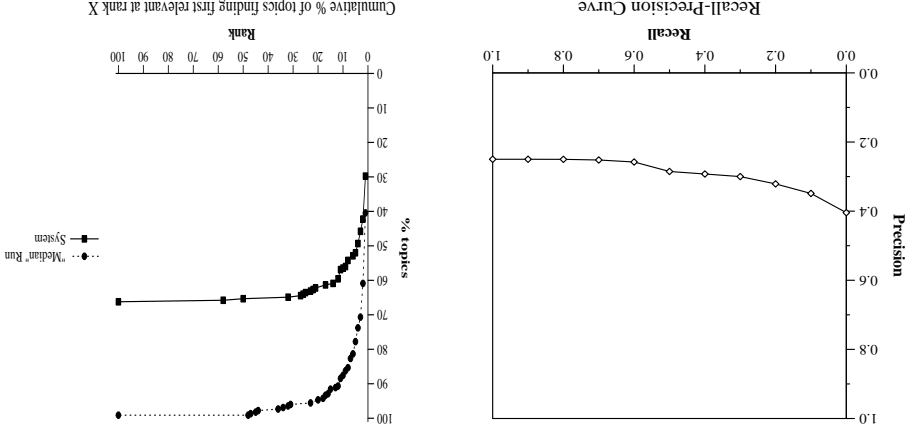 1.0
0.8
0.6
0.4
0.2
0.0
Precision
0.0 0.2 0.4 0.6 0.8 1.0
Recall
Recall-Precision Curve
100
90
80
70
60
50
40
30
20
10
0
% topics
0 10 20 30 40 50 60 70 80 90 100
Rank
"Median" Run
System
Cumulative % of topics finding first relevant at rank X